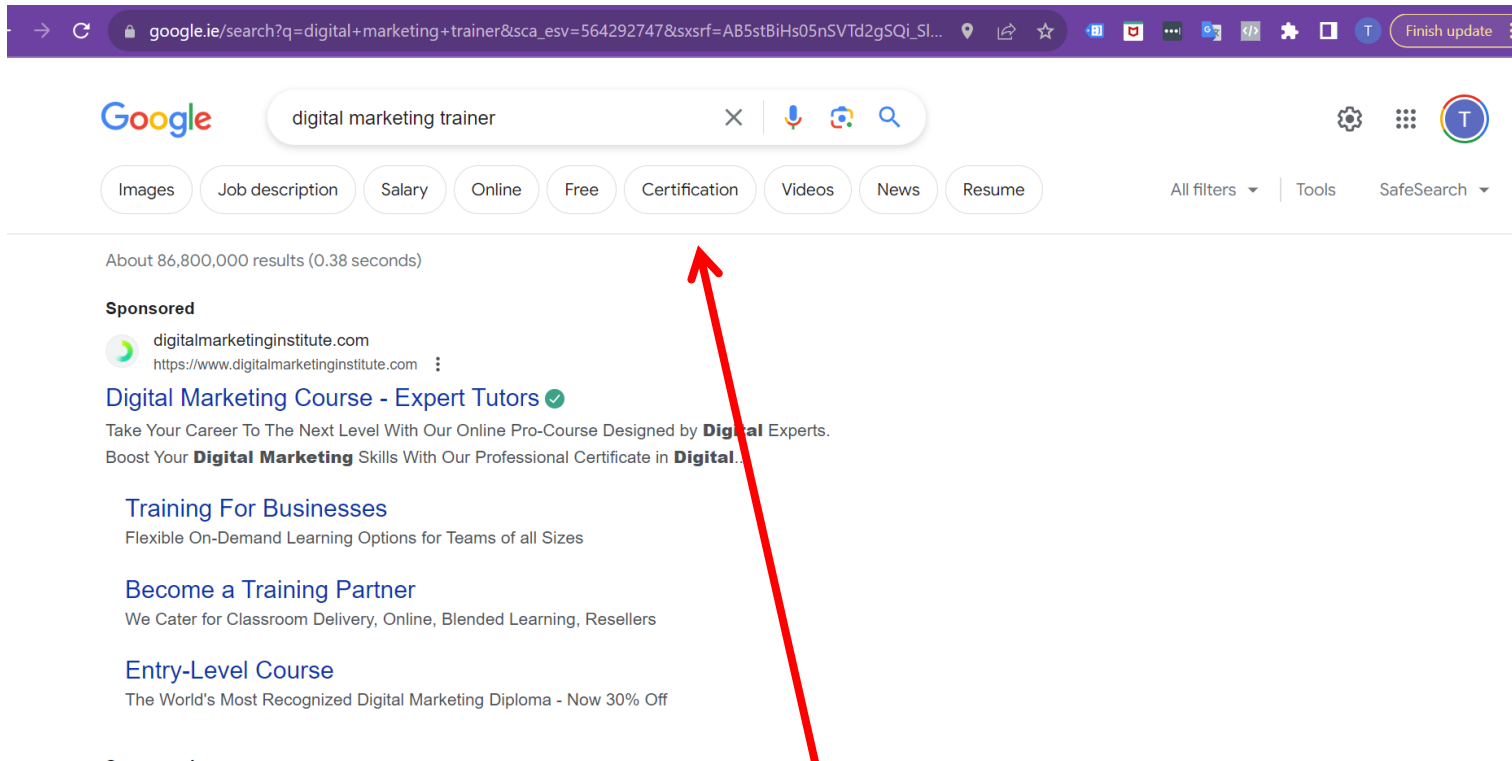 google.ie/search?q=digital+marketing+trainer&sca_esv=564292747&sxsrf=AB5stBiHs05nSVTd2gSQi_Sl... T Finish update
Google digital marketing trainer T
Images Job description Salary Online Free Certification Videos News Resume All filters Tools SafeSearch
About 86,800,000 results (0.38 seconds)
Sponsored
digitalmarketinginstitute.com
https://www.digitalmarketinginstitute.com
Digital Marketing Course - Expert Tutors
Take Your Career To The Next Level With Our Online Pro-Course Designed by Digital Experts.
Boost Your Digital Marketing Skills With Our Professional Certificate in Digital...
Training For Businesses
Flexible On-Demand Learning Options for Teams of all Sizes
Become a Training Partner
We Cater for Classroom Delivery, Online, Blended Learning, Resellers
Entry-Level Course
The World's Most Recognized Digital Marketing Diploma - Now 30% Off